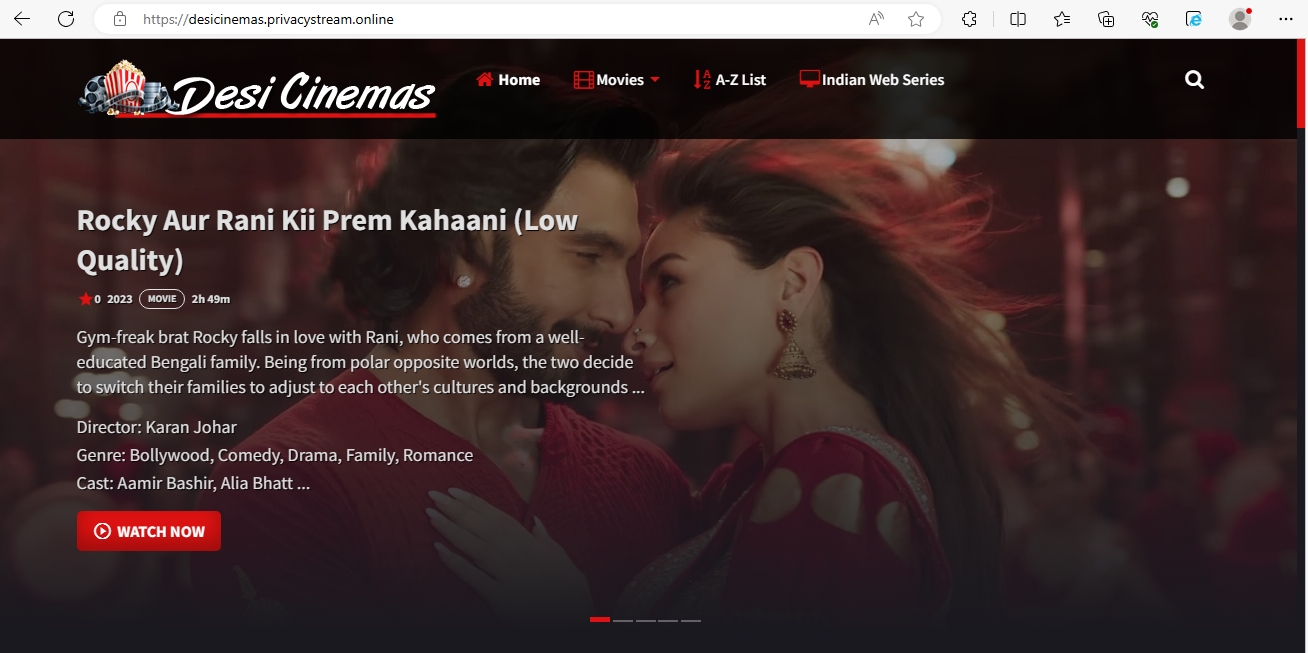 https://desicinemas.privacystream.online
Desi Cinemas
Home Movies A-Z List Indian Web Series
Rocky Aur Rani Kii Prem Kahaani (Low
Quality)
0 2023 MOVIE 2h 49m
Gym-freak brat Rocky falls in love with Rani, who comes from a well-
educated Bengali family. Being from polar opposite worlds, the two decide
to switch their families to adjust to each other's cultures and backgrounds ...
Director: Karan Johar
Genre: Bollywood, Comedy, Drama, Family, Romance
Cast: Aamir Bashir, Alia Bhatt ...
WATCH NOW